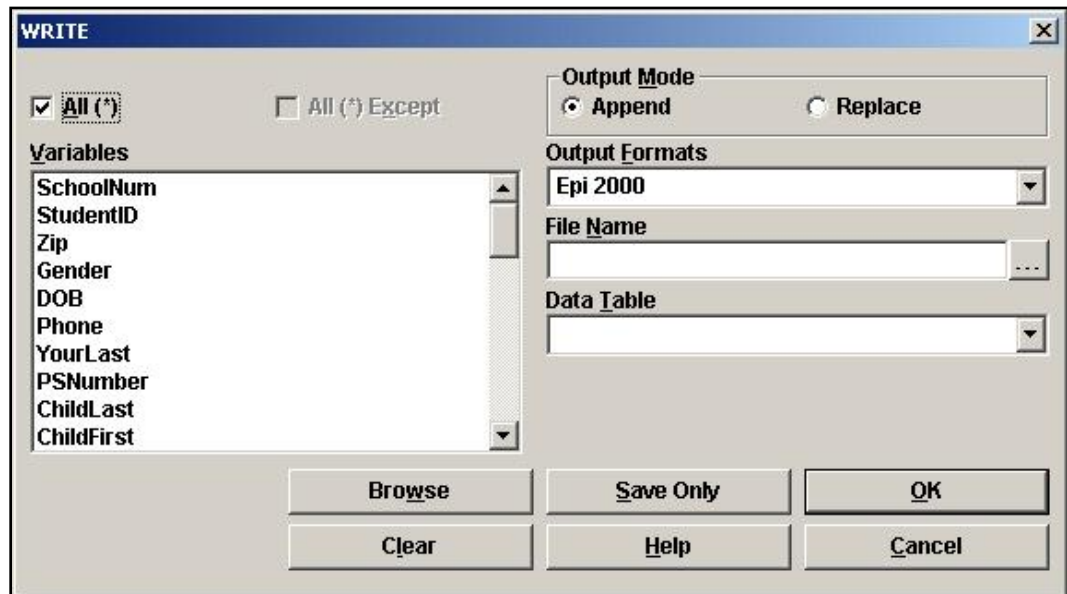 WRITE
All (*)
All (*) Except
Variables
SchoolNum
StudentID
Zip
Gender
DOB
Phone
YourLast
PSNumber
ChildLast
ChildFirst
Output Mode
Append
Replace
Output Formats
Epi 2000
File Name
...
Data Table
Browse
Save Only
OK
Clear
Help
Cancel